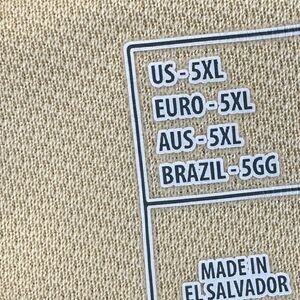 US - 5XL
EURO - 5XL
AUS - 5XL
BRAZIL - 5GG
MADE IN
EL SALVADOR